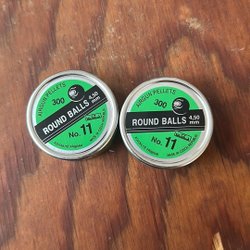 AIRGUN PELLETS
300
ROUND BALLS 4,50 mm
No. 11
AIRGUN PELLETS
300
ROUND BALLS 4,50 mm
No. 11